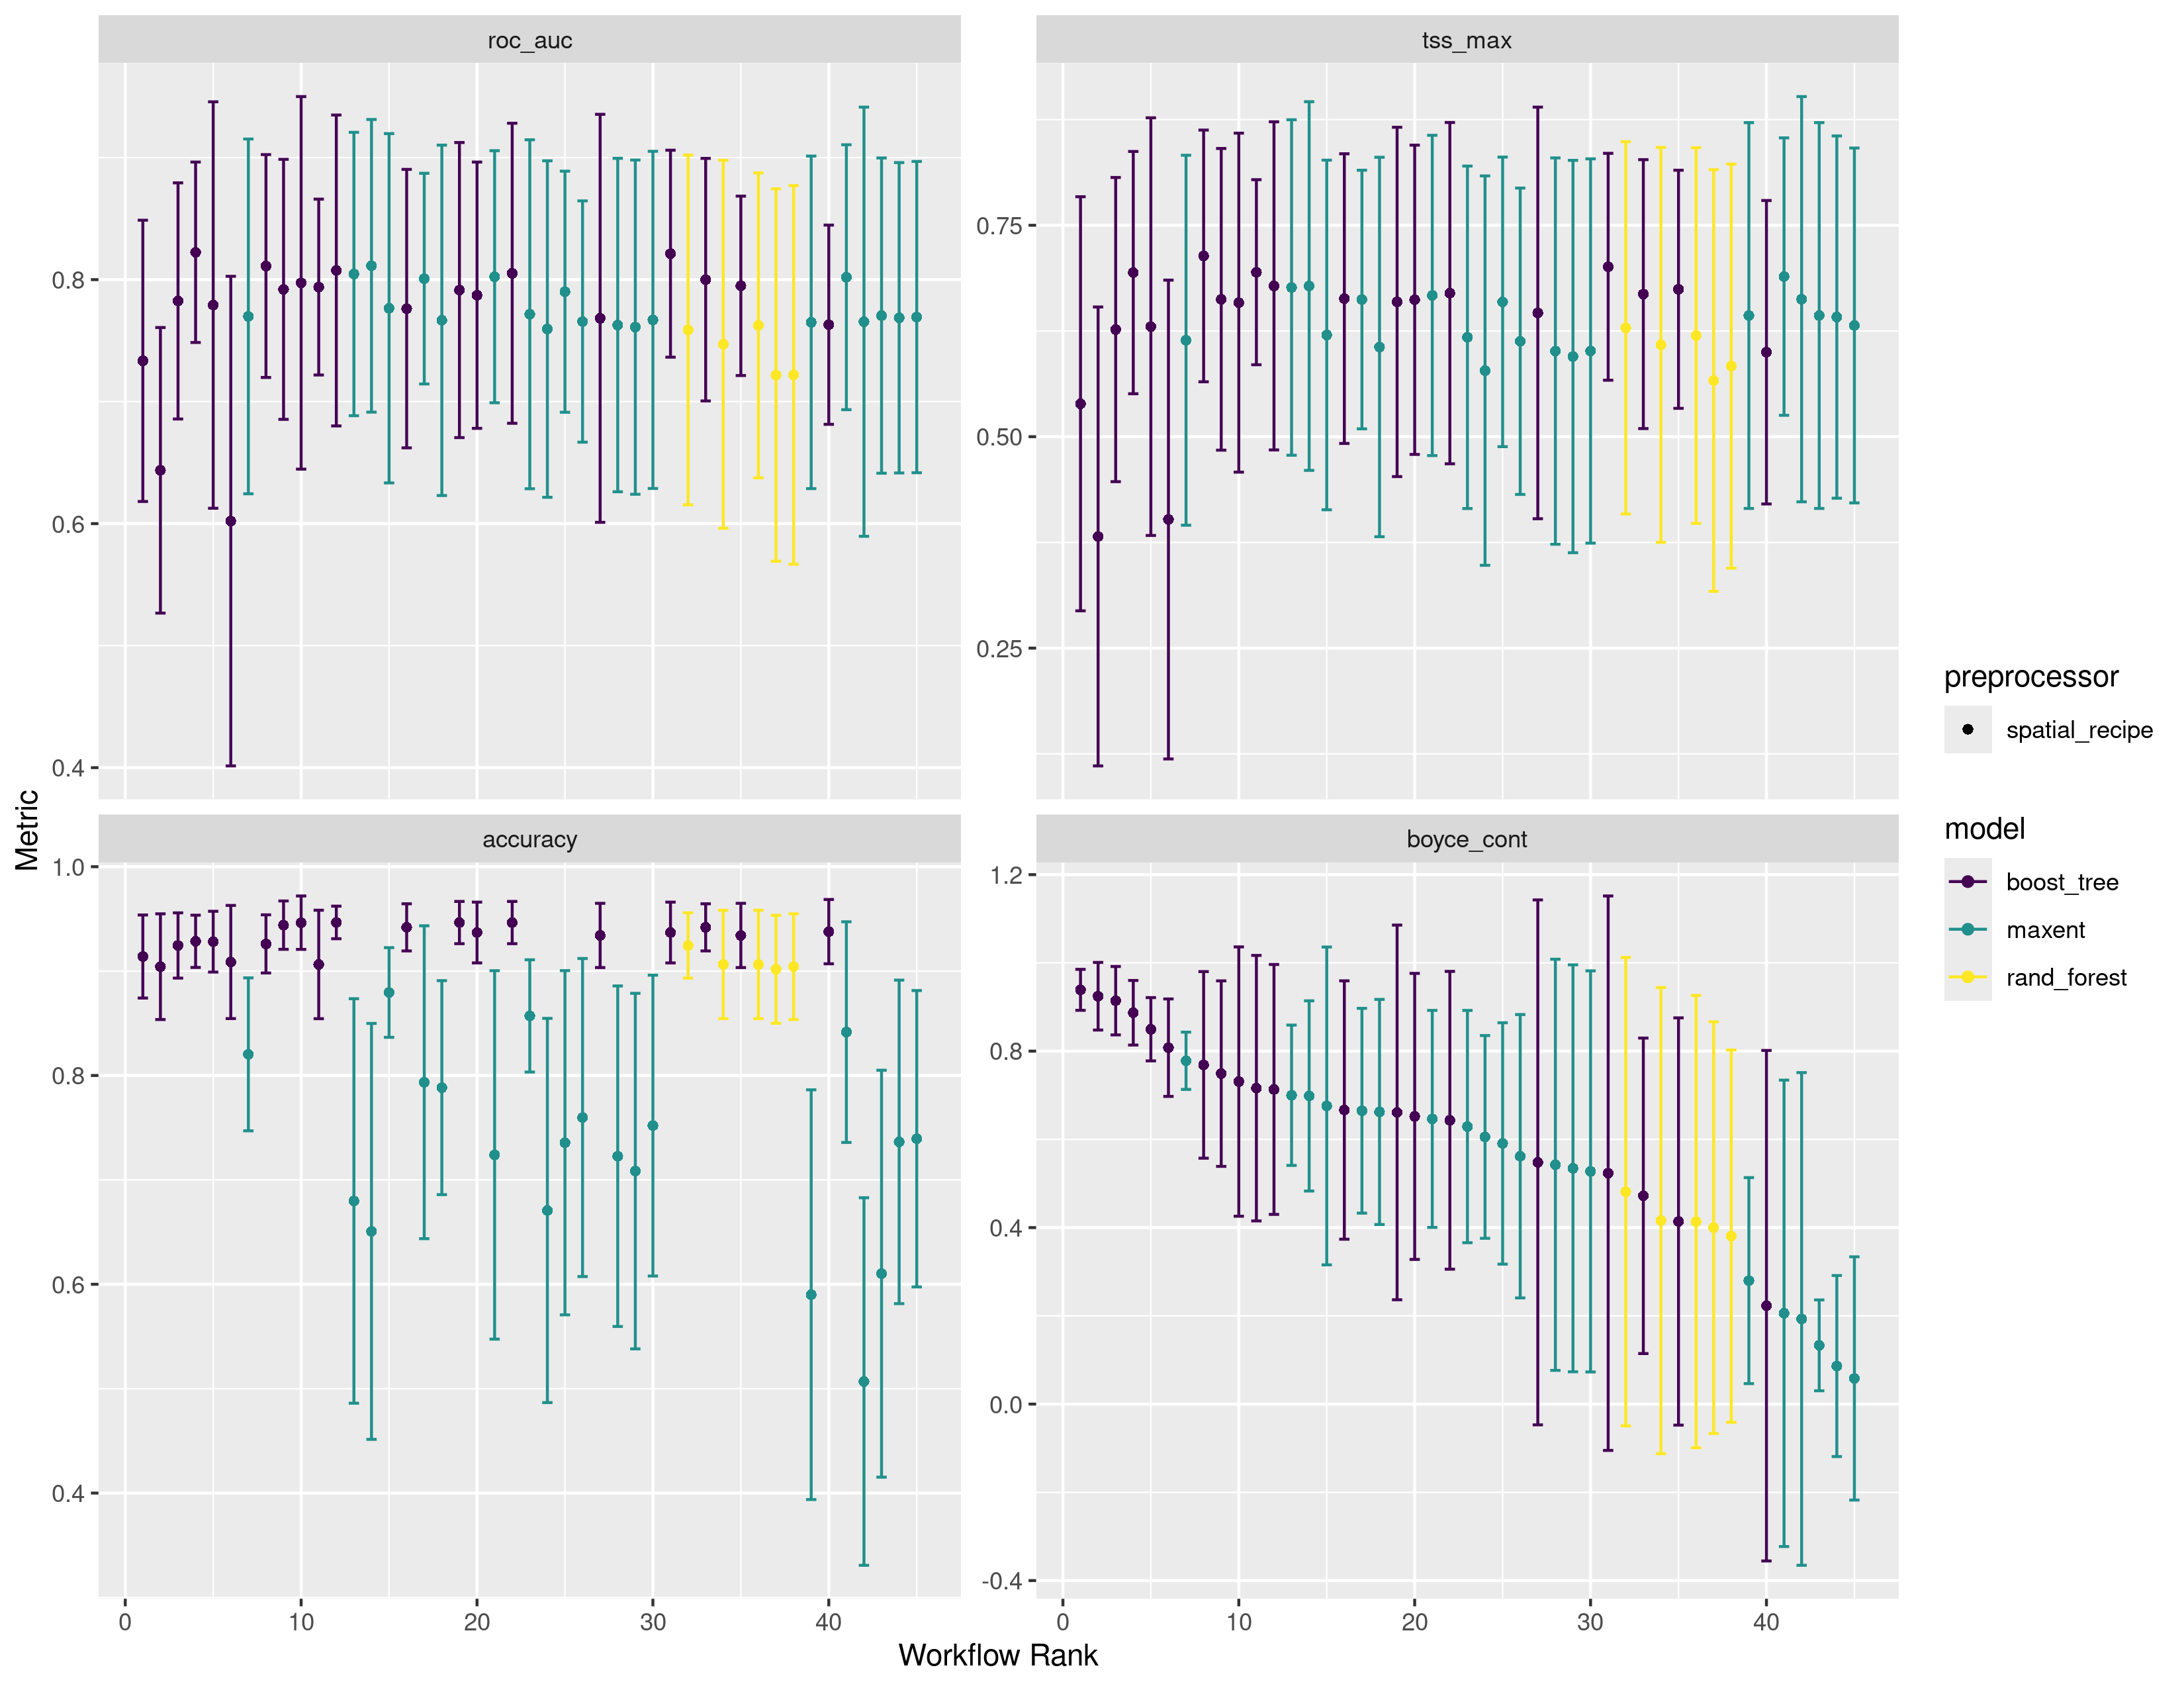 roc_auc
tss_max
0.8
0.6
0.4
0.75
0.50
0.25
Metric
accuracy
boyce_cont
1.0
0.8
0.6
0.4
1.2
0.8
0.4
0.0
-0.4
0 10 20 30 40
0 10 20 30 40
Workflow Rank
preprocessor
spatial_recipe
model
boost_tree
maxent
rand_forest